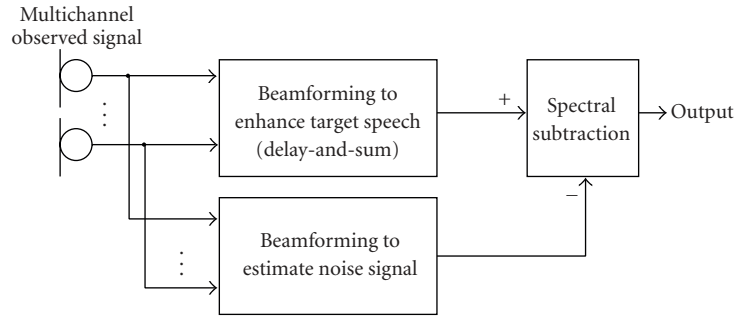 Multichannel
observed signal
Beamforming to
enhance target speech
(delay-and-sum)
+
Spectral
subtraction
Output
−
Beamforming to
estimate noise signal